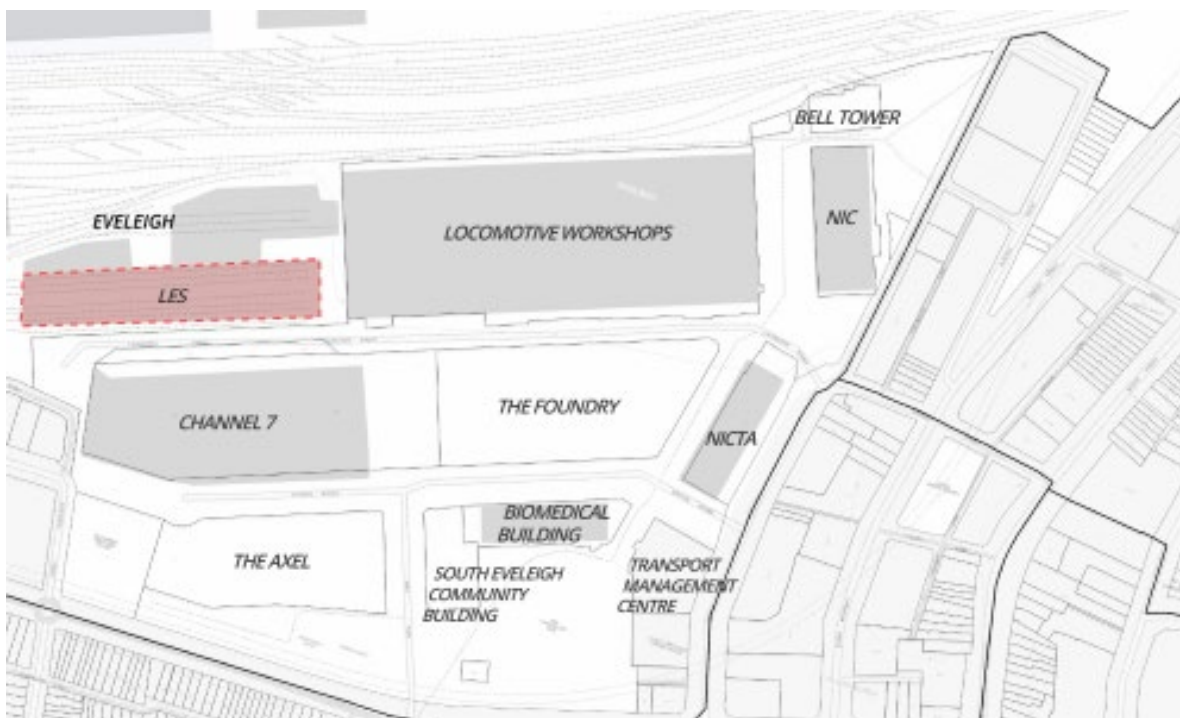 BELL TOWER
EVELEIGH
LOCOMOTIVE WORKSHOPS
NIC
LES
CHANNEL 7
THE FOUNDRY
NICTA
BIOMEDICAL
BUILDING
THE AXEL
SOUTH EVELEIGH
COMMUNITY
BUILDING
TRANSPORT
MANAGEMENT
CENTRE